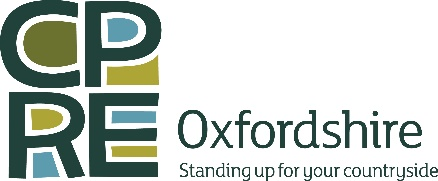 CP
RE
Oxfordshire
Standing up for your countryside